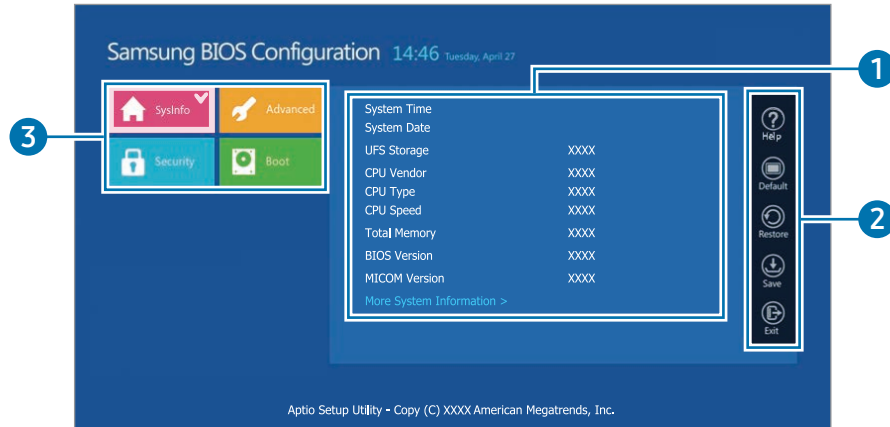 Samsung BIOS Configuration 14:46 Tuesday, April 27
1
3
SysInfo
Advanced
Security
Boot
System Time
System Date
UFS Storage XXXX
CPU Vendor XXXX
CPU Type XXXX
CPU Speed XXXX
Total Memory XXXX
BIOS Version XXXX
MICOM Version XXXX
More System Information >
Help
Default
Restore
Save
Exit
2
Aptio Setup Utility - Copy (C) XXXX American Megatrends, Inc.